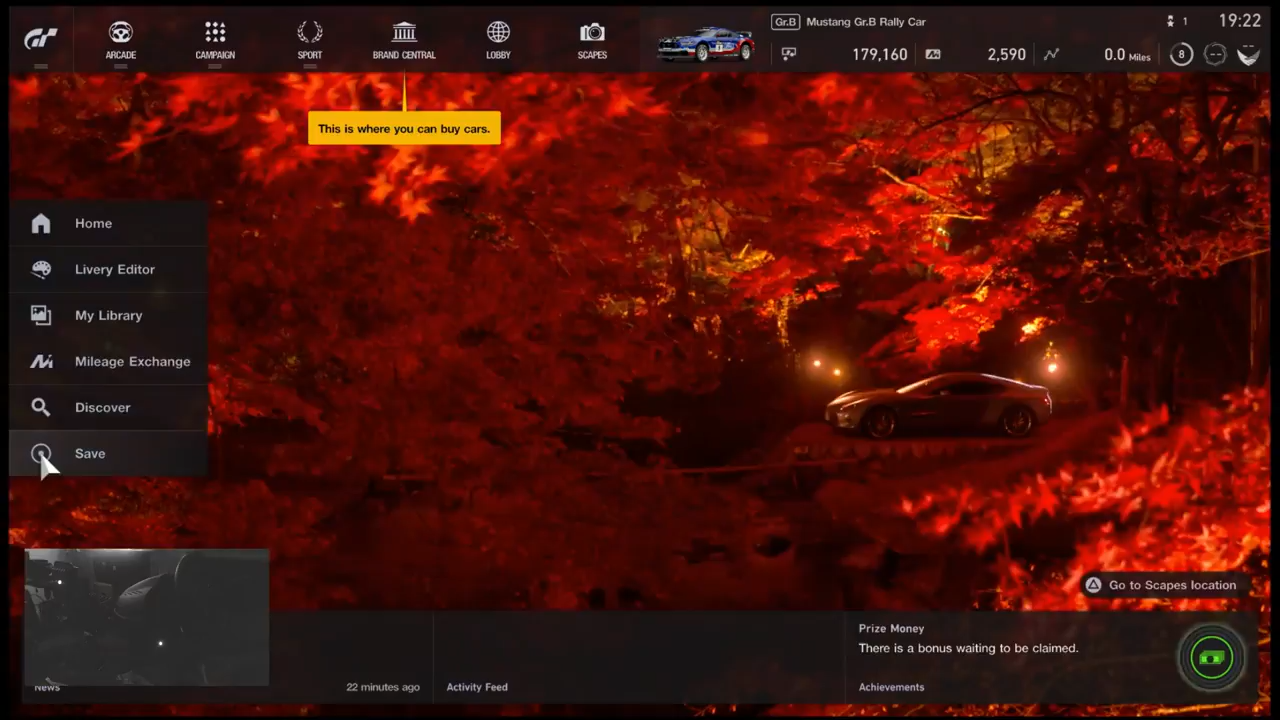 ARCADE
CAMPAIGN
SPORT
BRAND CENTRAL
LOBBY
SCAPES
Gr.B Mustang Gr.B Rally Car
1
19:22
179,160
2,590
0.0 Miles
8
This is where you can buy cars.
Home
Livery Editor
My Library
Mileage Exchange
Discover
Save
Go to Scapes location
News
22 minutes ago
Activity Feed
Prize Money
There is a bonus waiting to be claimed.
Achievements